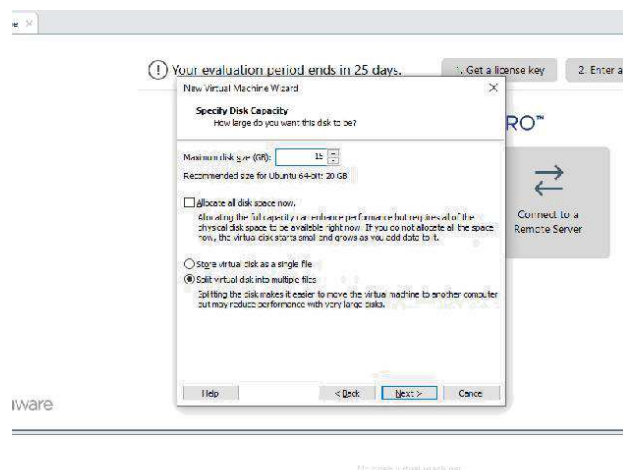 Your evaluation period ends in 25 days.
1. Get a license key
2. Enter a
New Virtual Machine Wizard
Specify Disk Capacity
How large do you want this disk to be?
RO™
Maximum disk size (GB): 15
Recommended size for Ubuntu 64-bit: 20 GB
Allocate all disk space now.
Allocating the full capacity can enhance performance but requires all of the
physical disk space to be available right now. If you do not allocate all the space
now, the virtual disk starts small and grows as you add data to it.
Connect to a
Remote Server
Store virtual disk as a single file
Split virtual disk into multiple files
Splitting the disk makes it easier to move the virtual machine to another computer
but may reduce performance with very large disks.
Help
< Back
Next >
Cancel
ware